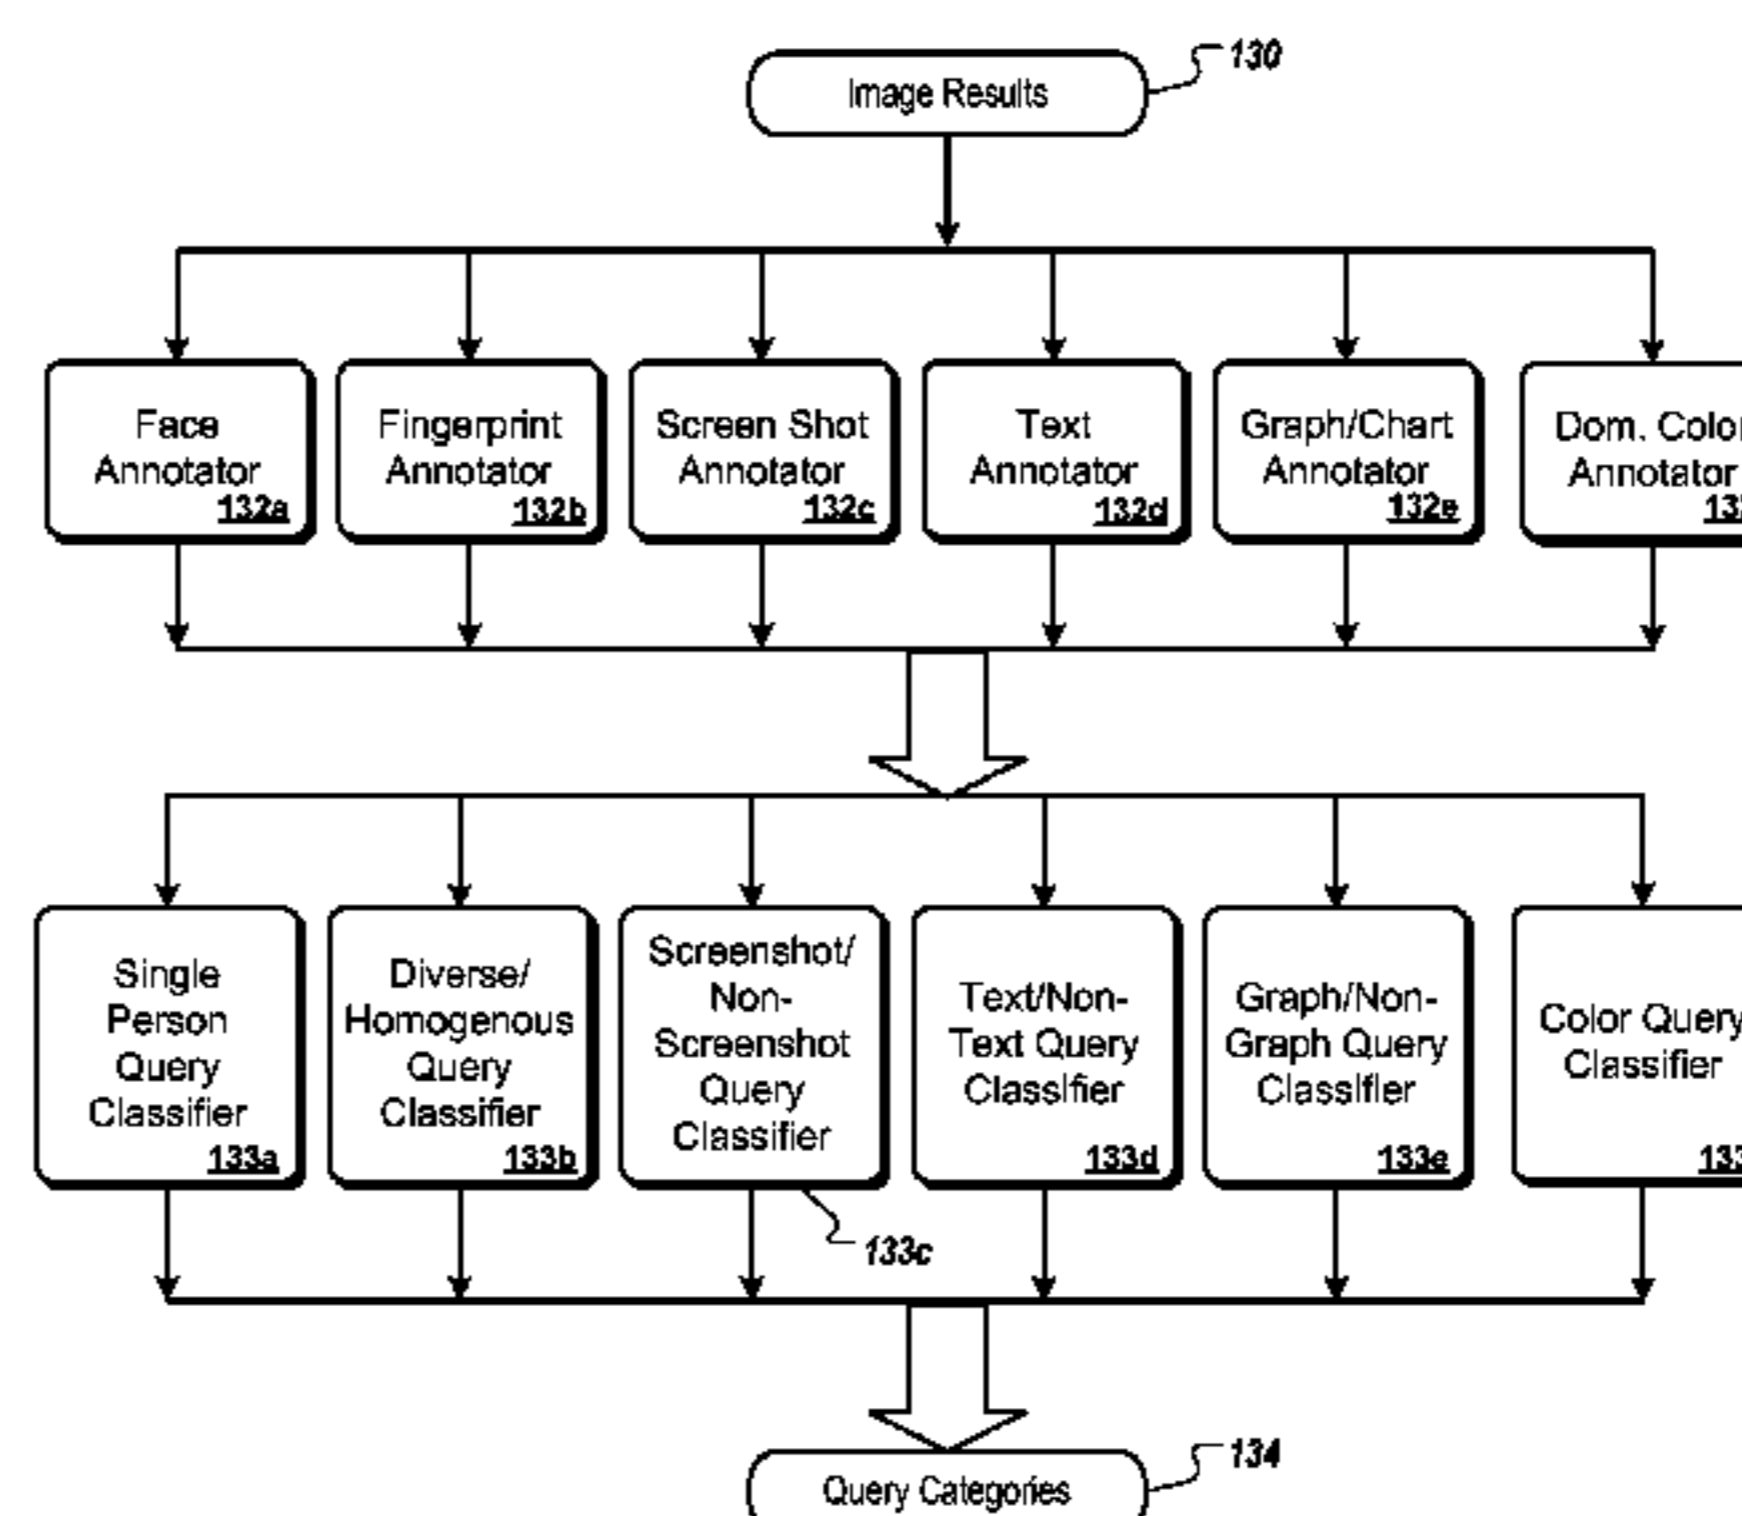 130
Image Results
Face
Annotator
132a
Fingerprint
Annotator
132b
Screen Shot
Annotator
132c
Text
Annotator
132d
Graph/Chart
Annotator
132e
Dom. Color
Annotator
Single
Person
Query
Classifier
133a
Diverse/
Homogenous
Query
Classifier
133b
Screenshot/
Non-
Screenshot
Query
Classifier
133c
Text/Non-
Text Query
Classifier
133d
Graph/Non-
Graph Query
Classifier
133e
Color Query
Classifier
133
134
Query Categories